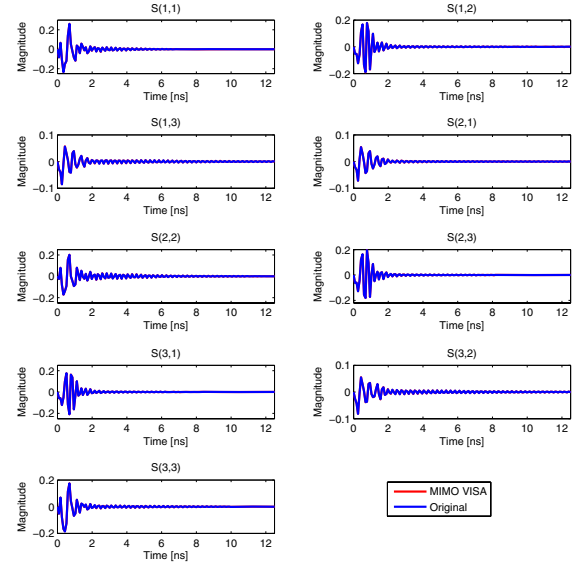 S(1,1)
0.2
0
−0.2
Magnitude
0 2 4 6 8 10 12
Time [ns]
S(1,2)
0.2
0
−0.2
Magnitude
0 2 4 6 8 10 12
Time [ns]
S(1,3)
0.1
0
−0.1
Magnitude
0 2 4 6 8 10 12
Time [ns]
S(2,1)
0.1
0
−0.1
Magnitude
0 2 4 6 8 10 12
Time [ns]
S(2,2)
0.2
0
−0.2
Magnitude
0 2 4 6 8 10 12
Time [ns]
S(2,3)
0.2
0
−0.2
Magnitude
0 2 4 6 8 10 12
Time [ns]
S(3,1)
0.2
0
−0.2
Magnitude
0 2 4 6 8 10 12
Time [ns]
S(3,2)
0.1
0
−0.1
Magnitude
0 2 4 6 8 10 12
Time [ns]
S(3,3)
0.2
0
−0.2
Magnitude
0 2 4 6 8 10 12
Time [ns]
MIMO VISA
Original